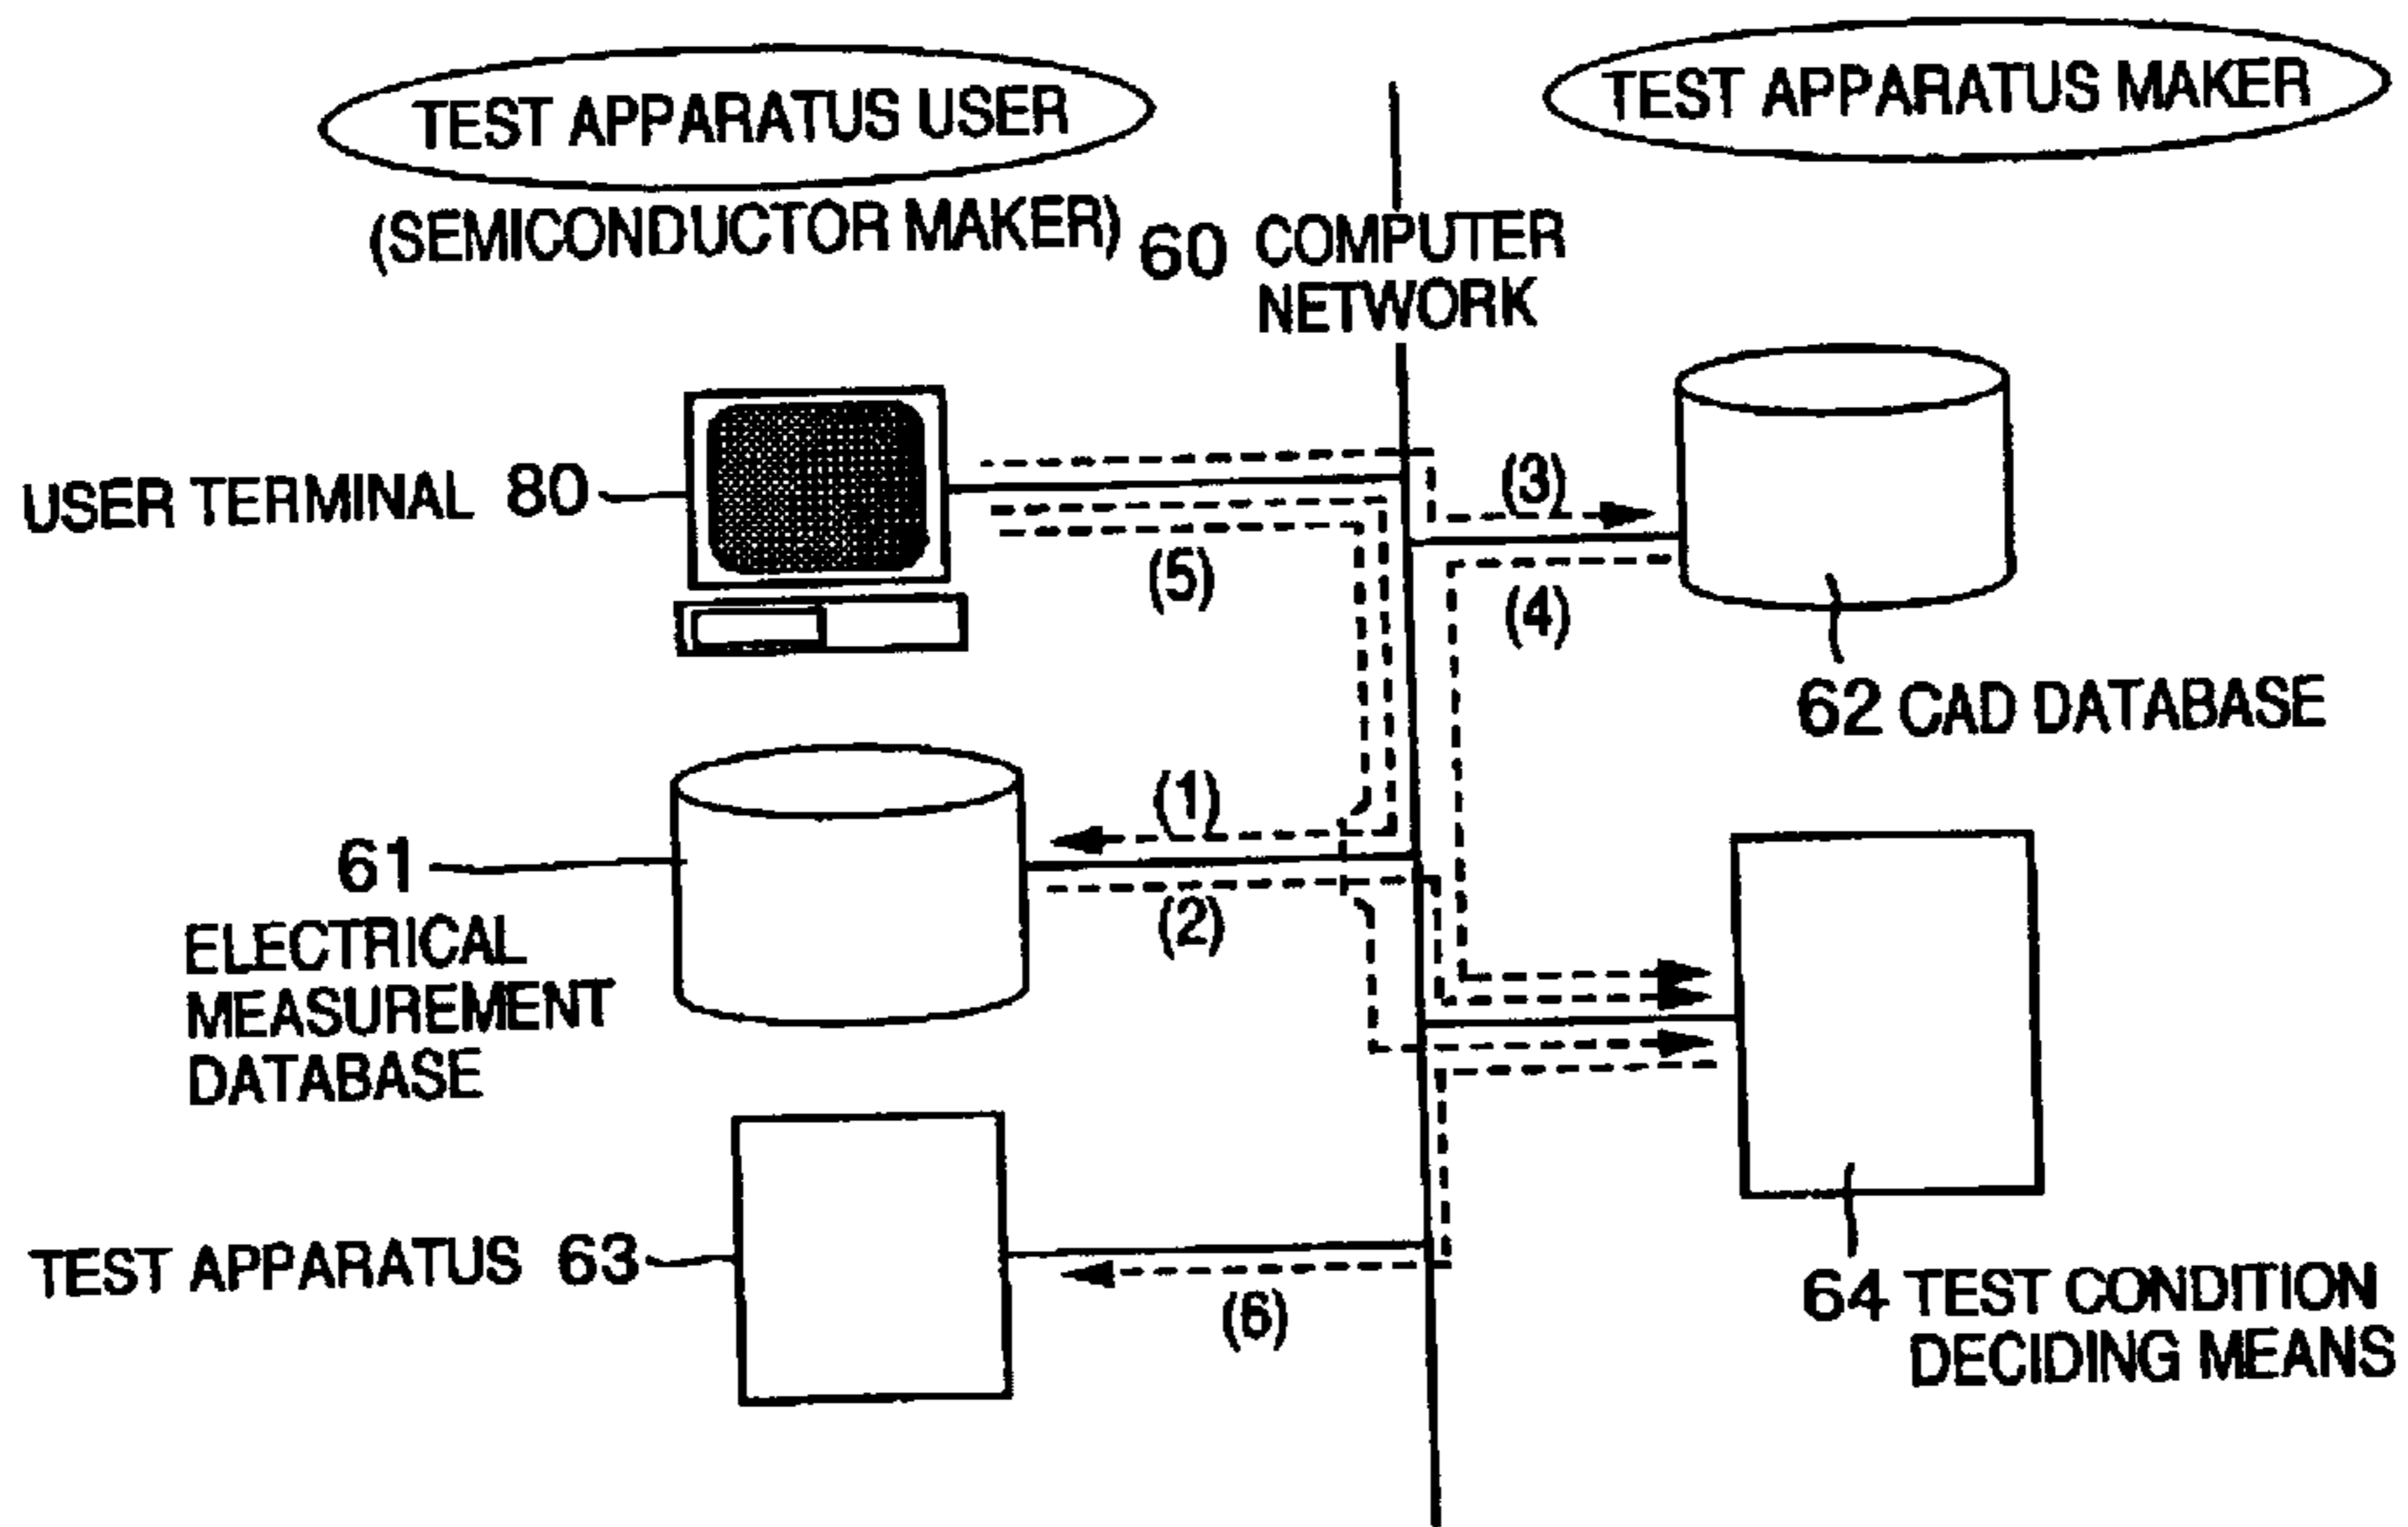 TEST APPARATUS USER
(SEMICONDUCTOR MAKER)
TEST APPARATUS MAKER
60 COMPUTER
NETWORK
USER TERMINAL 80
(3)
(5)
(4)
62 CAD DATABASE
(1)
61
(2)
ELECTRICAL
MEASUREMENT
DATABASE
TEST APPARATUS 63
(6)
64 TEST CONDITION
DECIDING MEANS